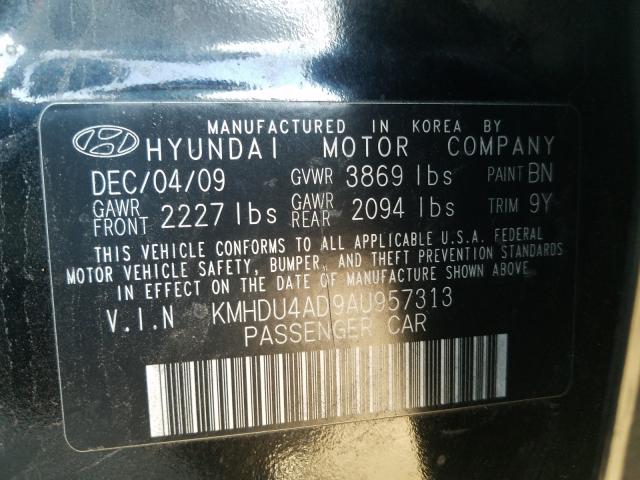 MANUFACTURED IN KOREA BY
HYUNDAI MOTOR COMPANY
DEC/04/09 GVWR 3869 lbs PAINT BN
GAWR FRONT 2227 lbs GAWR REAR 2094 lbs TRIM 9Y
THIS VEHICLE CONFORMS TO ALL APPLICABLE U.S.A. FEDERAL
MOTOR VEHICLE SAFETY, BUMPER, AND THEFT PREVENTION STANDARDS
IN EFFECT ON THE DATE OF MANUFACTURE SHOWN ABOVE.
V.I.N KMHDU4AD9AU957313
PASSENGER CAR